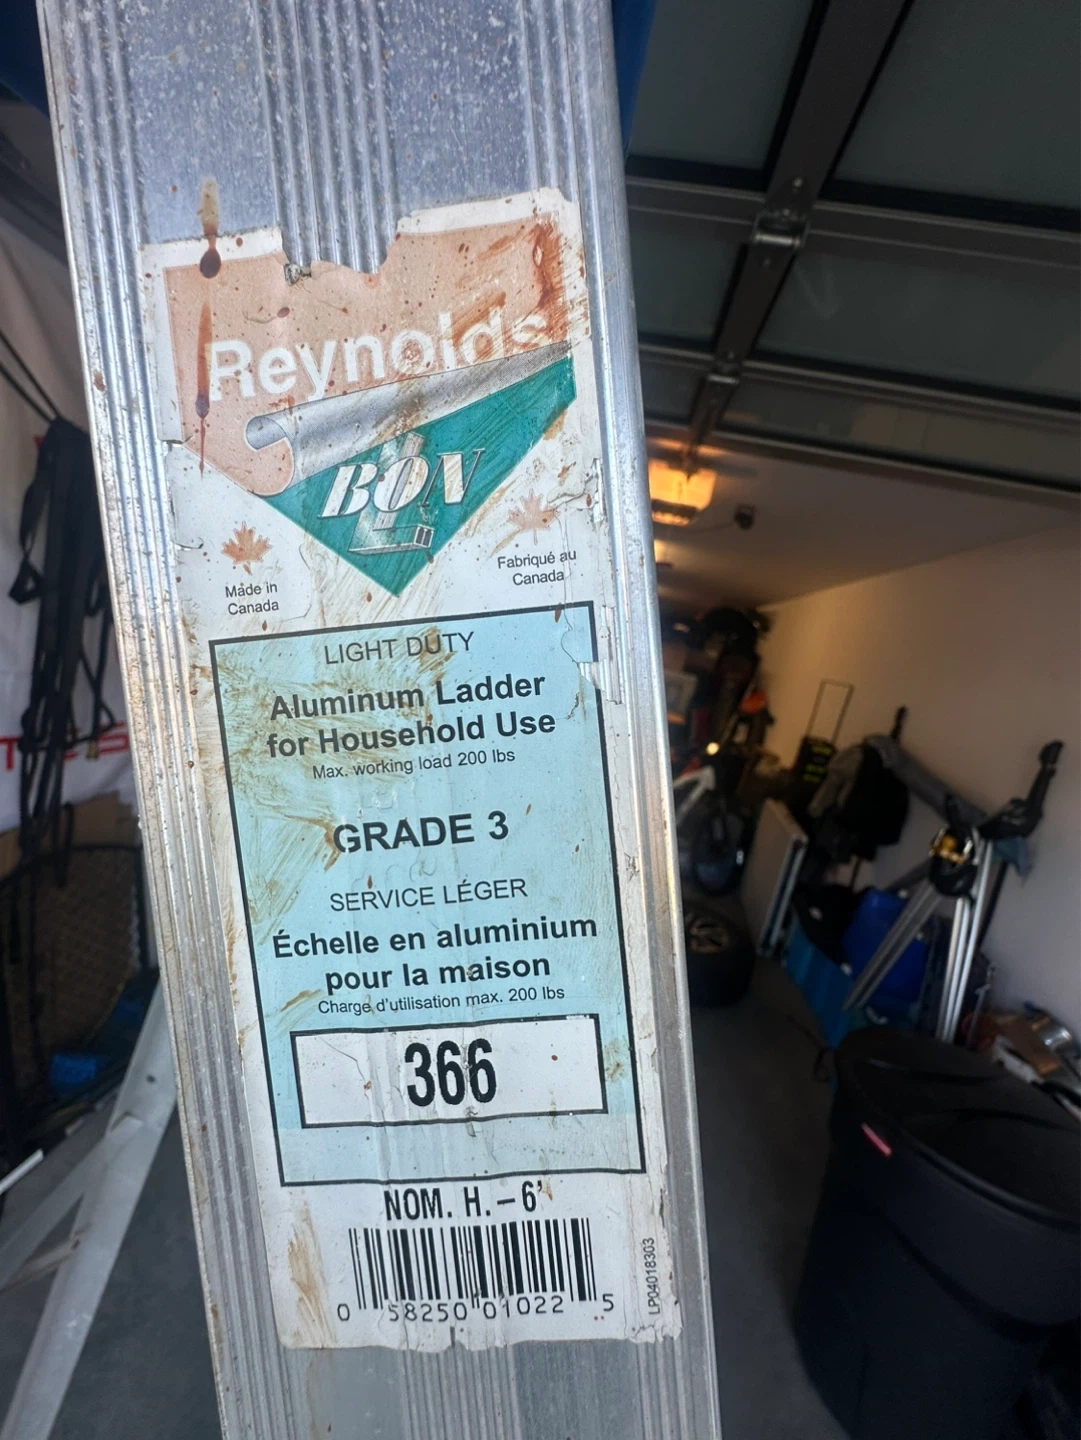 Reynolds
BON
Made in
Canada
Fabriqué au
Canada
LIGHT DUTY
Aluminum Ladder
for Household Use
Max. working load 200 lbs
GRADE 3
SERVICE LÉGER
Échelle en aluminium
pour la maison
Charge d'utilisation max. 200 lbs
366
NOM. H. – 6'
0 58250 01022 5
LP04018303